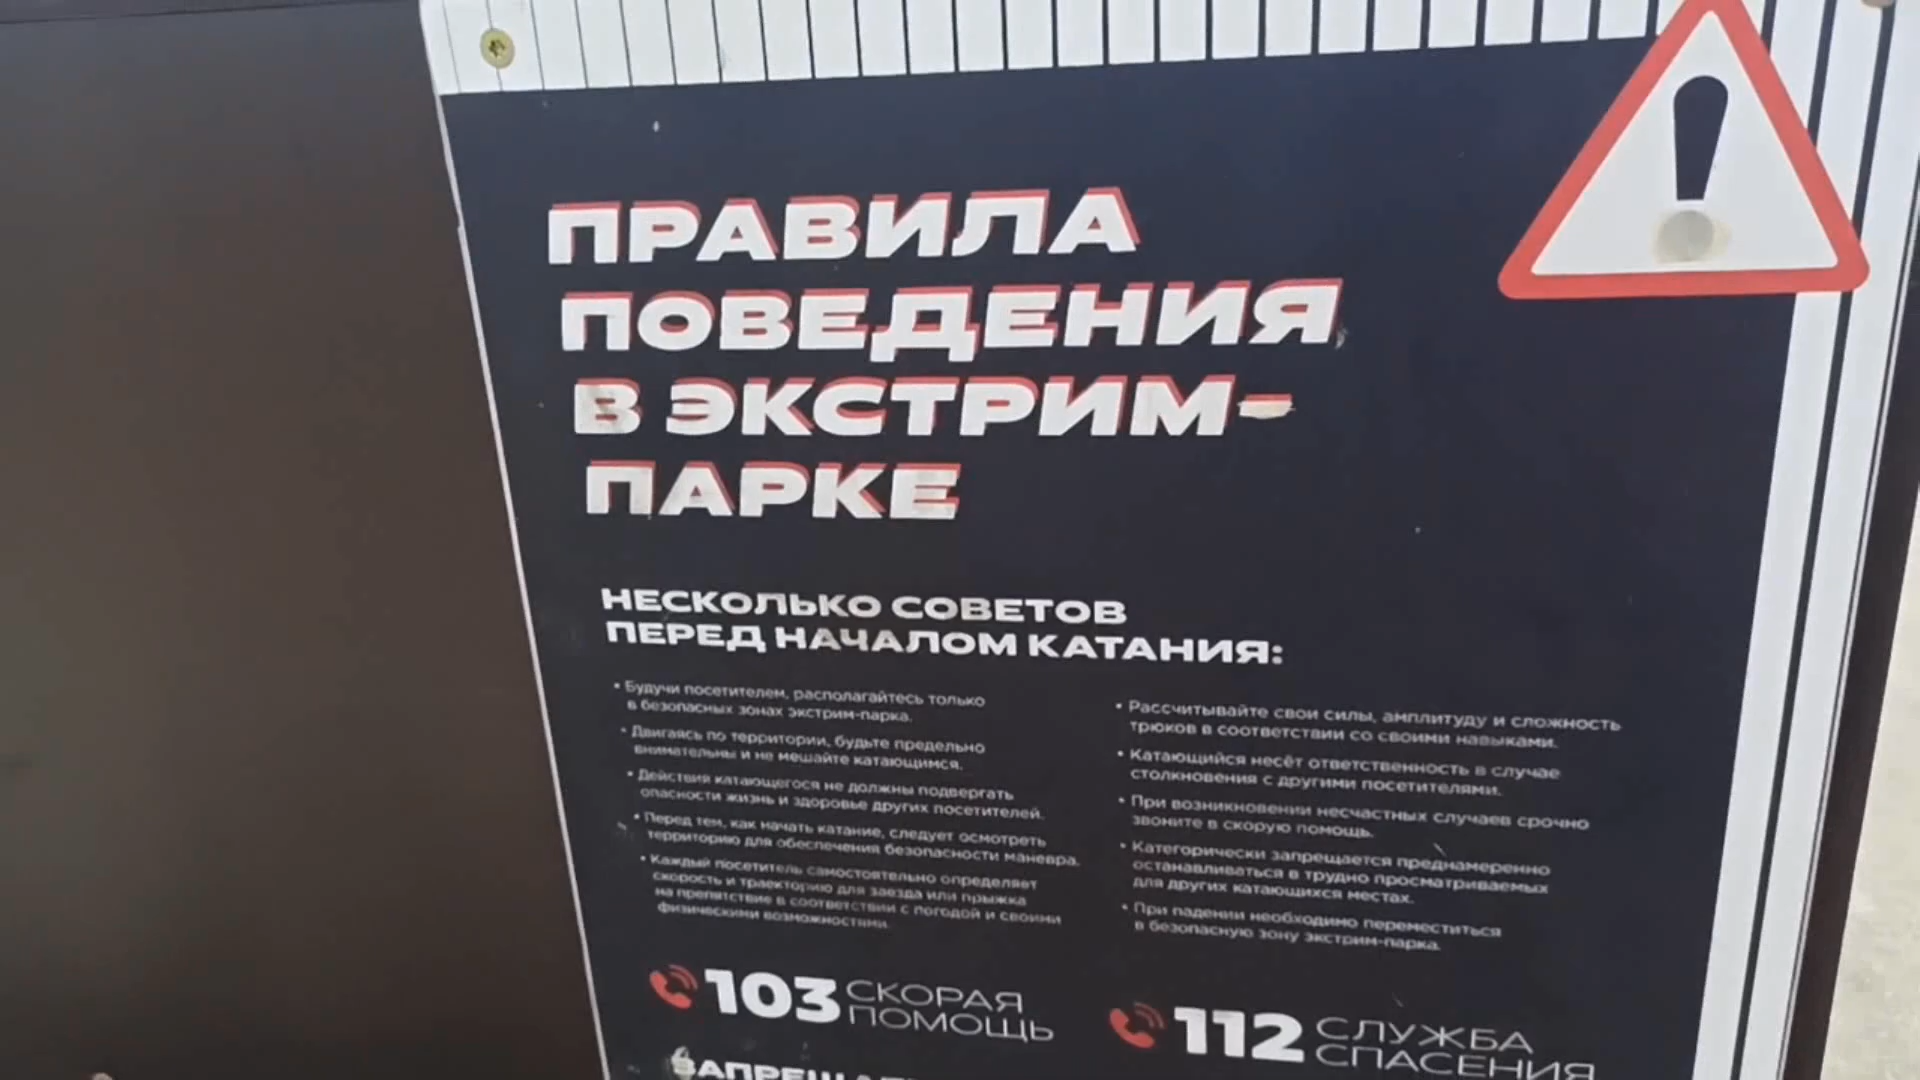 ПРАВИЛА
ПОВЕДЕНИЯ
В ЭКСТРИМ-
ПАРКЕ
НЕСКОЛЬКО СОВЕТОВ
ПЕРЕД НАЧАЛОМ КАТАНИЯ:
• Будучи посетителем, располагайтесь только
в безопасных зонах экстрим-парка.
• Двигаясь по территории, будьте предельно
внимательны и не мешайте катающимся.
• Действия катающегося не должны подвергать
опасности жизнь и здоровье других посетителей.
• Перед тем, как начать катание, следует осмотреть
территорию для обеспечения безопасности маневра.
• Каждый посетитель самостоятельно определяет
скорость и траекторию для заезда или прыжка
на препятствие в соответствии с погодой и своими
физическими возможностями.
• Рассчитывайте свои силы, амплитуду и сложность
трюков в соответствии со своими навыками.
• Катающийся несёт ответственность в случае
столкновения с другими посетителями.
• При возникновении несчастных случаев срочно
звоните в скорую помощь.
• Категорически запрещается преднамеренно
останавливаться в трудно просматриваемых
для других катающихся местах.
• При падении необходимо переместиться
в безопасную зону экстрим-парка.
103 СКОРАЯ
ПОМОЩЬ
112 СЛУЖБА
СПАСЕНИЯ